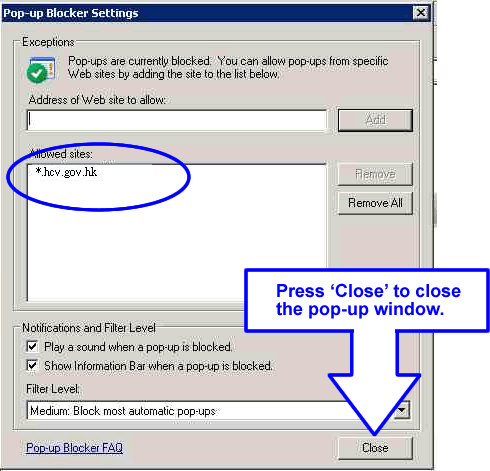 Pop-up Blocker Settings
Exceptions
Pop-ups are currently blocked. You can allow pop-ups from specific
Web sites by adding the site to the list below.
Address of Web site to allow:
Add
Allowed sites:
*.hcv.gov.hk
Remove
Remove All
Press ‘Close’ to close
the pop-up window.
Notifications and Filter Level
Play a sound when a pop-up is blocked.
Show Information Bar when a pop-up is blocked.
Filter Level:
Medium: Block most automatic pop-ups
Pop-up Blocker FAQ
Close